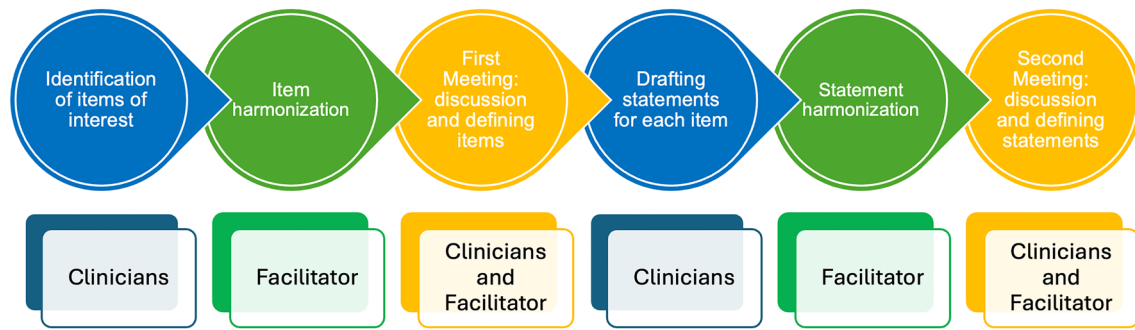 Identification
of items of
interest
Item
harmonization
First
Meeting:
discussion
and defining
items
Drafting
statements
for each item
Statement
harmonization
Second
Meeting:
discussion
and defining
statements
Clinicians
Facilitator
Clinicians
and
Facilitator
Clinicians
Facilitator
Clinicians
and
Facilitator